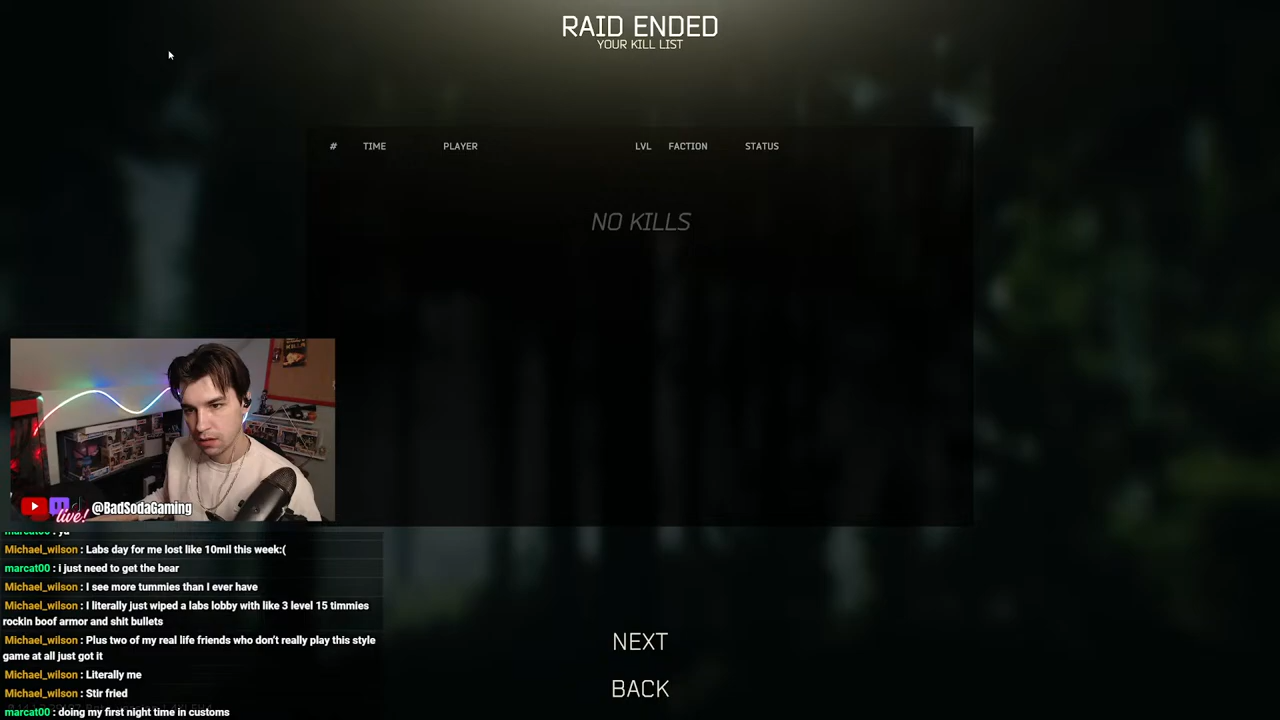 RAID ENDED
YOUR KILL LIST
# TIME PLAYER LVL FACTION STATUS
NO KILLS
live! @BadSodaGaming
marcat00 : ya
Michael_wilson : Labs day for me lost like 10mil this week:(
marcat00 : i just need to get the bear
Michael_wilson : I see more tummies than I ever have
Michael_wilson : I literally just wiped a labs lobby with like 3 level 15 timmies
rockin boof armor and shit bullets
Michael_wilson : Plus two of my real life friends who don't really play this style
game at all just got it
Michael_wilson : Literally me
Michael_wilson : Stir fried
marcat00 : doing my first night time in customs
NEXT
BACK